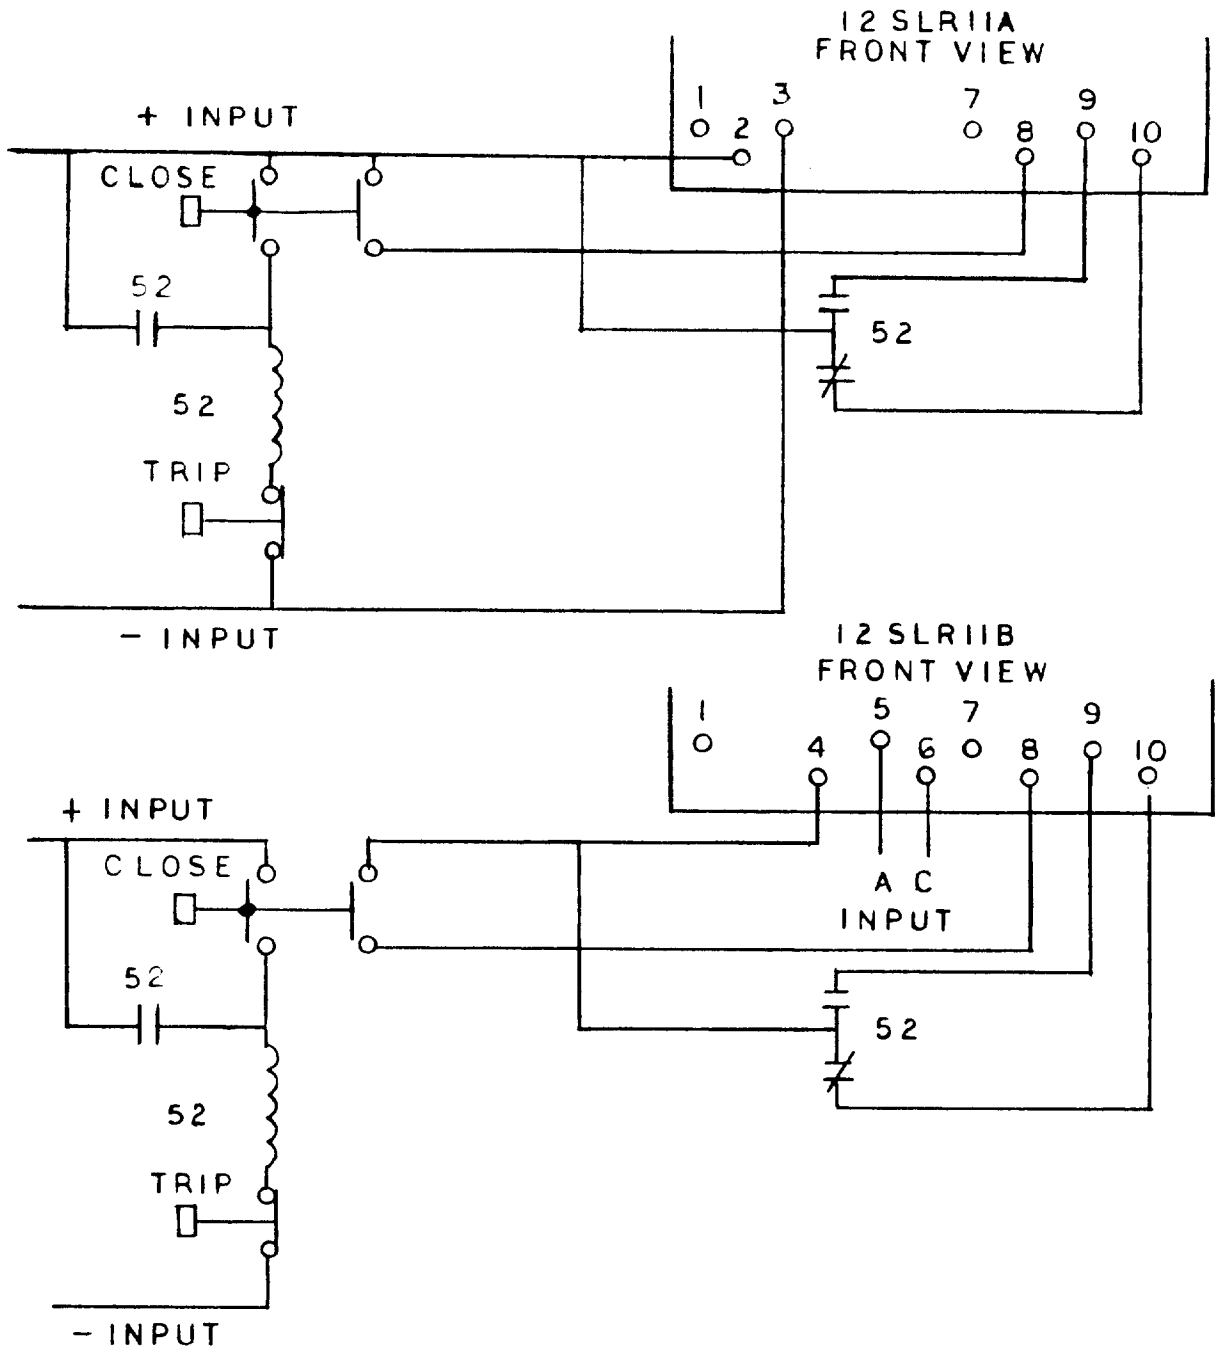 12 SLR11A
FRONT VIEW
1 2 3 7 8 9 10
+ INPUT
CLOSE
52
52
52
TRIP
- INPUT
12 SLR11B
FRONT VIEW
1 4 5 6 7 8 9 10
+ INPUT
CLOSE
A C
INPUT
52
52
52
TRIP
- INPUT